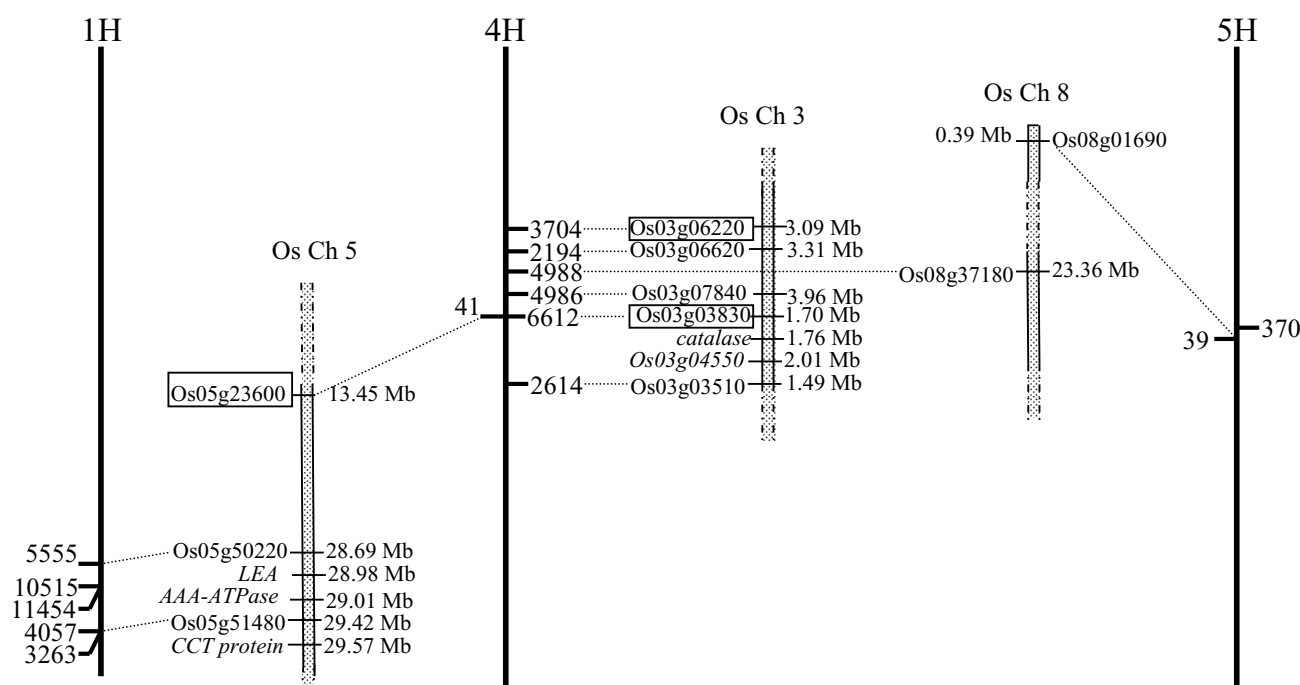 1H
4H
5H
Os Ch 5
Os Ch 3
Os Ch 8
5555
10515
11454
4057
3263
Os05g23600
13.45 Mb
Os05g50220
28.69 Mb
LEA
28.98 Mb
AAA-ATPase
29.01 Mb
Os05g51480
29.42 Mb
CCT protein
29.57 Mb
3704
2194
4988
4986
41
6612
2614
Os03g06220
3.09 Mb
Os03g06620
3.31 Mb
Os03g07840
3.96 Mb
Os03g03830
1.70 Mb
catalase
1.76 Mb
Os03g04550
2.01 Mb
Os03g03510
1.49 Mb
0.39 Mb
Os08g01690
Os08g37180
23.36 Mb
39
370